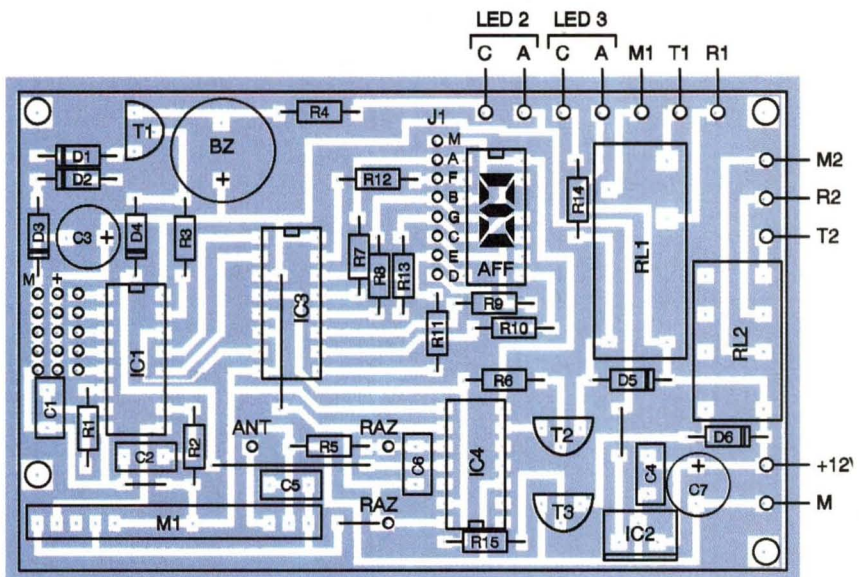 LED 2 LED 3
C A C A M1 T1 R1
J1
T1
BZ
+
R4
M
A
F
B
G
C
E
D
D1
D2
D3
C3
+
D4
R3
R12
R7
R8
R13
AFF
R14
RL1
M2
R2
T2
M +
IC1
IC3
R9
R10
R11
RL2
C1
R1
C2
R2
ANT
R5
RAZ
C6
R6
IC4
T2
D5
D6
C4
+
C7
+12V
M
C5
M1
RAZ
R15
T3
IC2